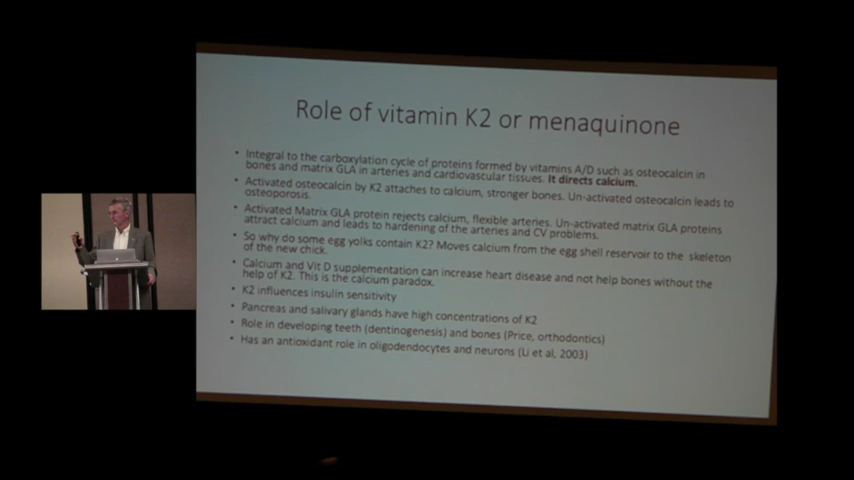 Role of vitamin K2 or menaquinone
• Integral to the carboxylation cycle of proteins formed by vitamins A/D such as osteocalcin in
bones and matrix GLA in arteries and cardiovascular tissues. It directs calcium.
• Activated osteocalcin by K2 attaches to calcium, stronger bones. Un-activated osteocalcin leads to
osteoporosis.
• Activated Matrix GLA protein rejects calcium, flexible arteries. Un-activated matrix GLA proteins
attract calcium and leads to hardening of the arteries and CV problems.
• So why do some egg yolks contain K2? Moves calcium from the egg shell reservoir to the skeleton
of the new chick.
• Calcium and Vit D supplementation can increase heart disease and not help bones without the
help of K2. This is the calcium paradox.
• K2 influences insulin sensitivity
• Pancreas and salivary glands have high concentrations of K2
• Role in developing teeth (dentinogenesis) and bones (Price, orthodontics)
• Has an antioxidant role in oligodendocytes and neurons (Li et al, 2003)